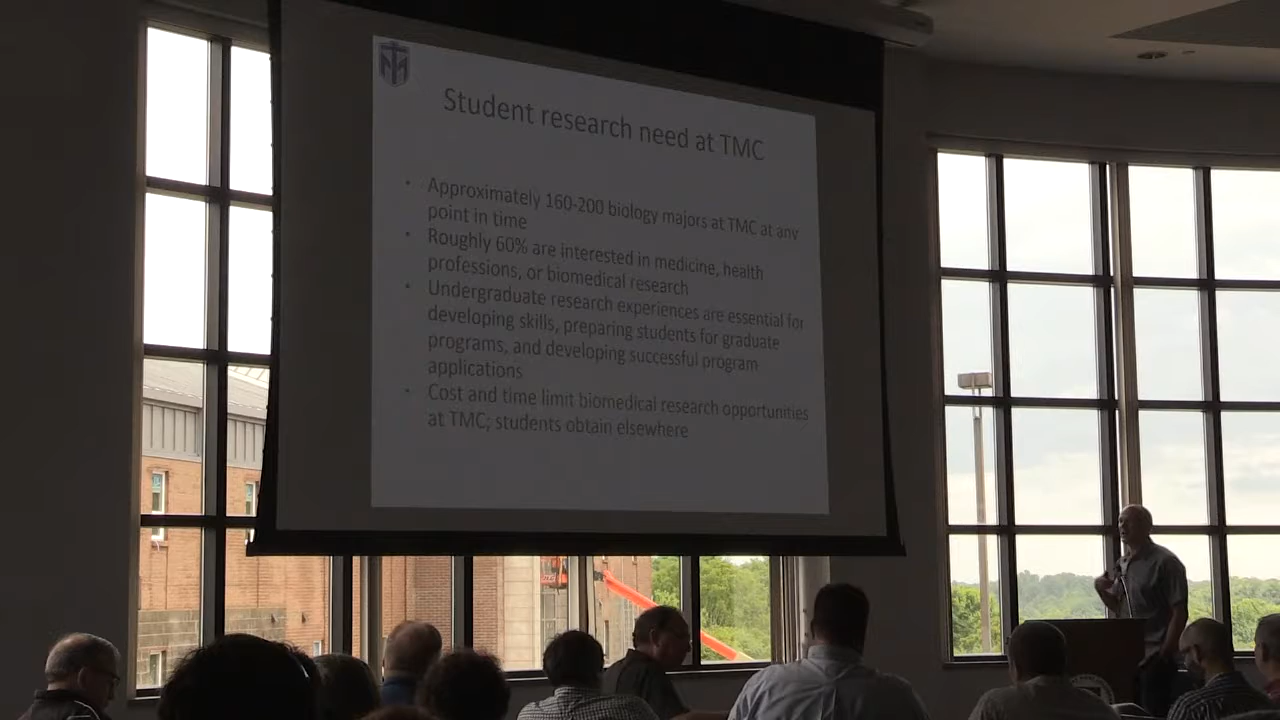 Student research need at TMC
• Approximately 160-200 biology majors at TMC at any
point in time
• Roughly 60% are interested in medicine, health
professions, or biomedical research
• Undergraduate research experiences are essential for
developing skills, preparing students for graduate
programs, and developing successful program
applications
• Cost and time limit biomedical research opportunities
at TMC; students obtain elsewhere